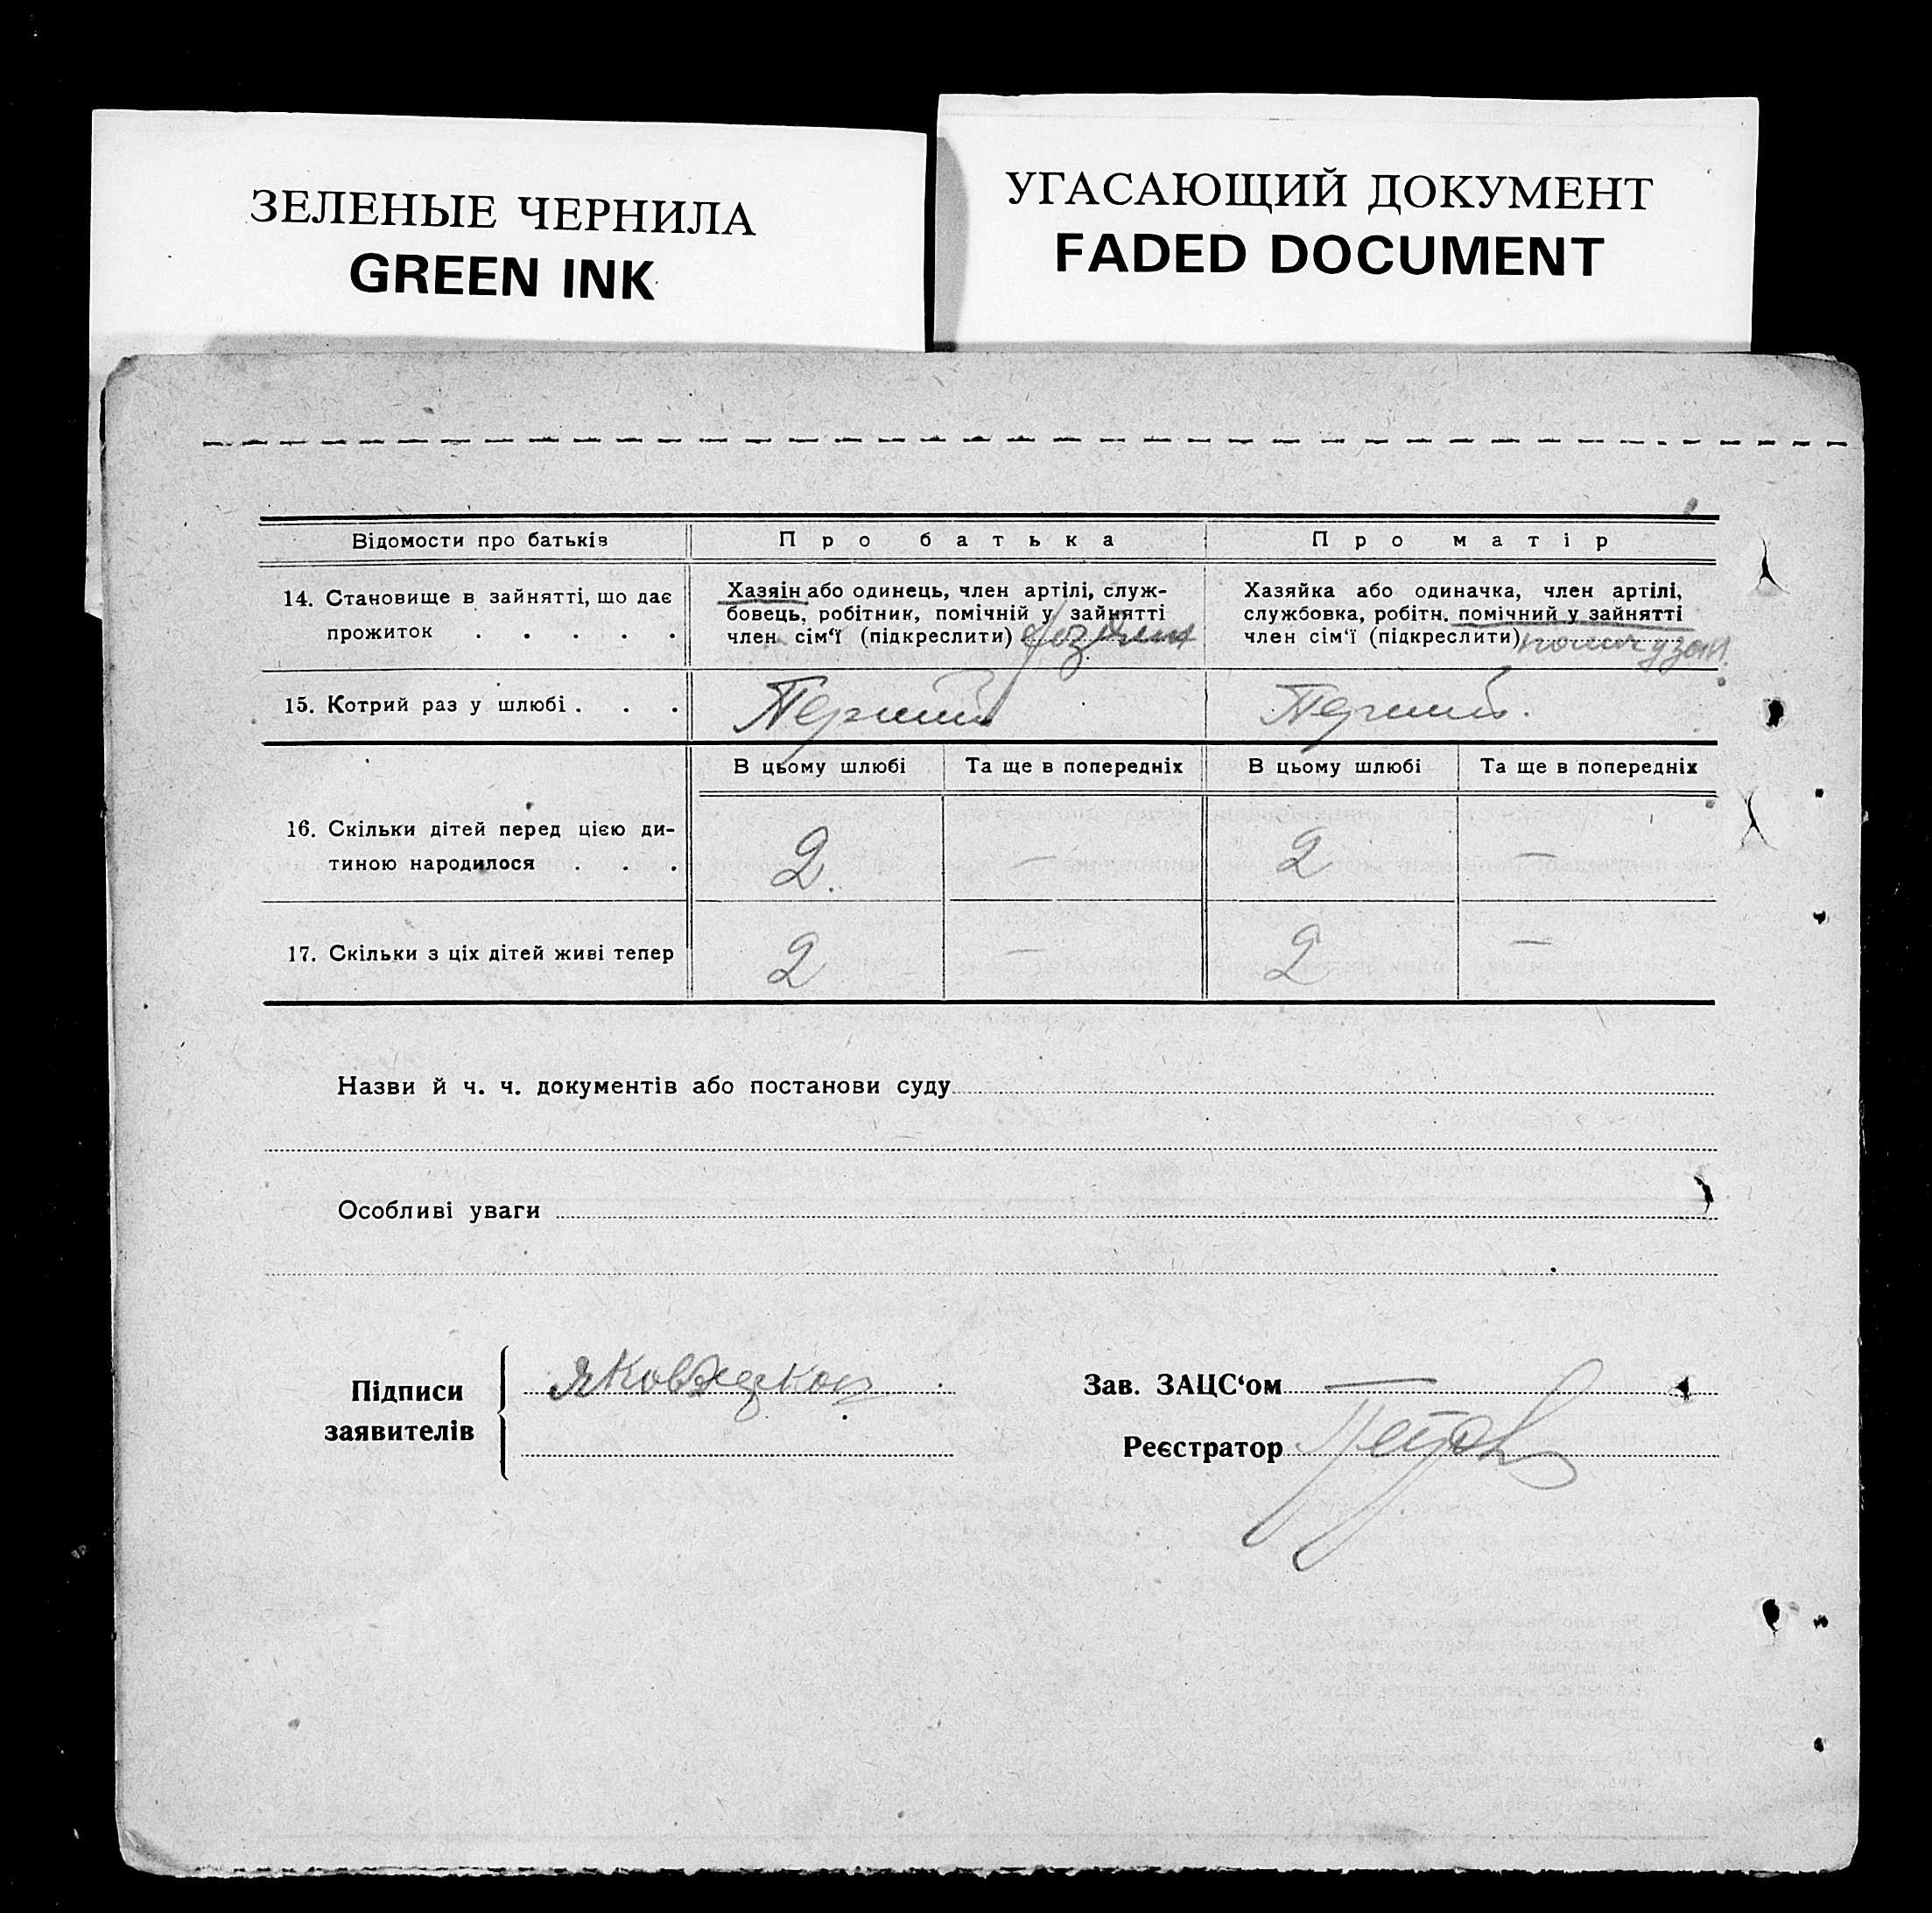 ЗЕЛЕНЫЕ ЧЕРНИЛА
GREEN INK
УГАСАЮЩИЙ ДОКУМЕНТ
FADED DOCUMENT
Відомости про батьків
Про батька
Про матір
14. Становище в зайнятті, що дає
прожиток . . . . .
Хазяін або одинець, член артілі, служ-
бовець, робітник, помічній у зайнятті
член сім‘ї (підкреслити)
Хазяйка або одиначка, член артілі,
службовка, робітн. помічний у зайнятті
член сім‘ї (підкреслити)
15. Котрий раз у шлюбі . . .
Перший
Перший.
В цьому шлюбі
Та ще в попередніх
В цьому шлюбі
Та ще в попередніх
16. Скільки дітей перед цією ди-
тиною народилося . . .
2.
—
2
—
17. Скільки з ціх дітей живі тепер
2
—
2
—
Назви й ч. ч. документів або постанови суду
Особливі уваги
Підписи
заявителів
Зав. ЗАЦС‘ом —
Реєстратор